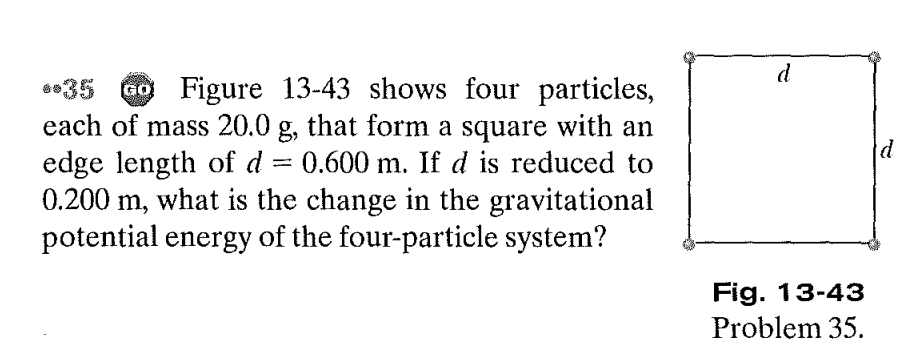 ••35 GO Figure 13-43 shows four particles,
each of mass 20.0 g, that form a square with an
edge length of d = 0.600 m. If d is reduced to
0.200 m, what is the change in the gravitational
potential energy of the four-particle system?
d
d
Fig. 13-43
Problem 35.